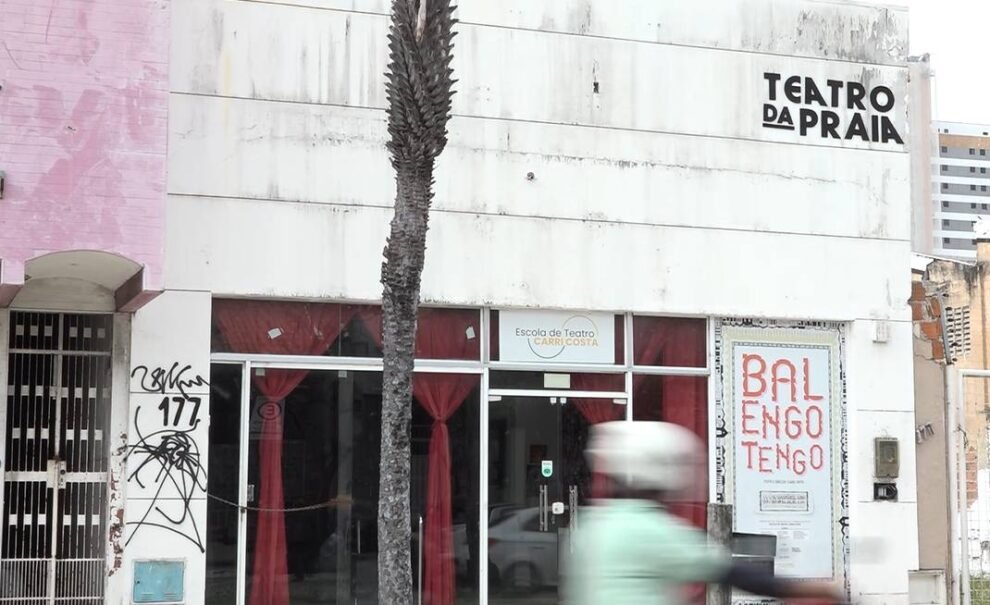 TEATRO
DA PRAIA
Escola de Teatro
CARRI COSTA
177
BAL
ENGO
TENGO